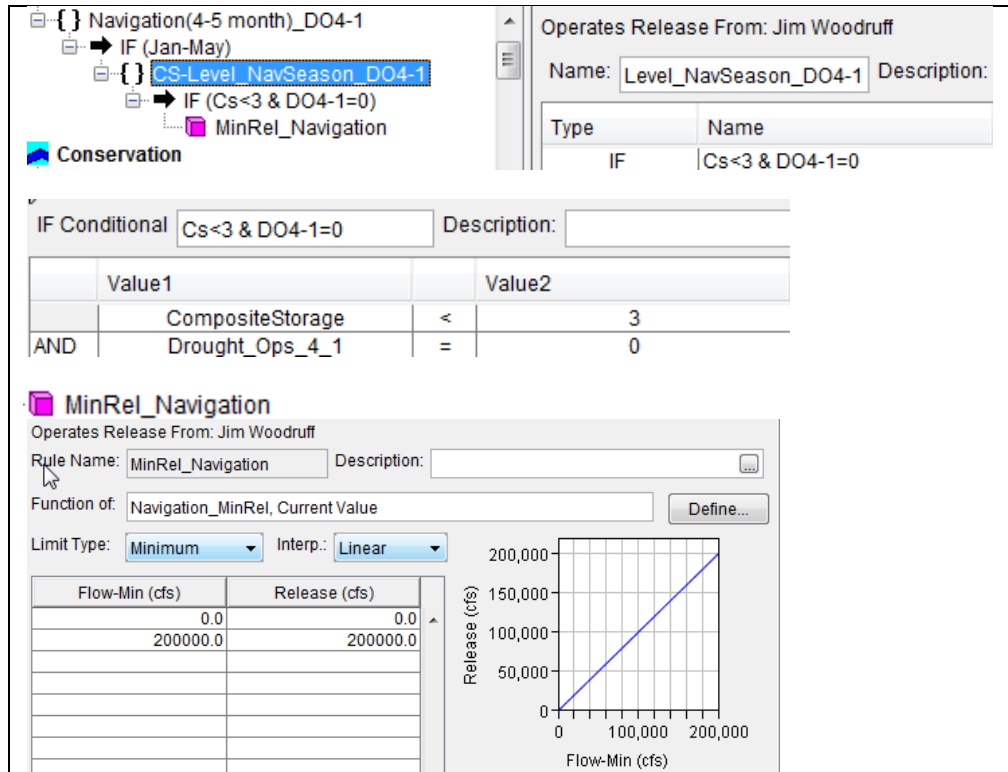 { } Navigation(4-5 month)_DO4-1
IF (Jan-May)
{ } CS-Level_NavSeason_DO4-1
IF (Cs<3 & DO4-1=0)
MinRel_Navigation
Conservation
Operates Release From: Jim Woodruff
Name: Level_NavSeason_DO4-1 Description:
Type Name
IF Cs<3 & DO4-1=0
IF Conditional Cs<3 & DO4-1=0 Description:
Value1 Value2
CompositeStorage < 3
AND Drought_Ops_4_1 = 0
MinRel_Navigation
Operates Release From: Jim Woodruff
Rule Name: MinRel_Navigation Description: ...
Function of: Navigation_MinRel, Current Value Define...
Limit Type: Minimum Interp.: Linear
Flow-Min (cfs) Release (cfs)
0.0 0.0
200000.0 200000.0
Release (cfs)
200,000
150,000
100,000
50,000
0
0 100,000 200,000
Flow-Min (cfs)